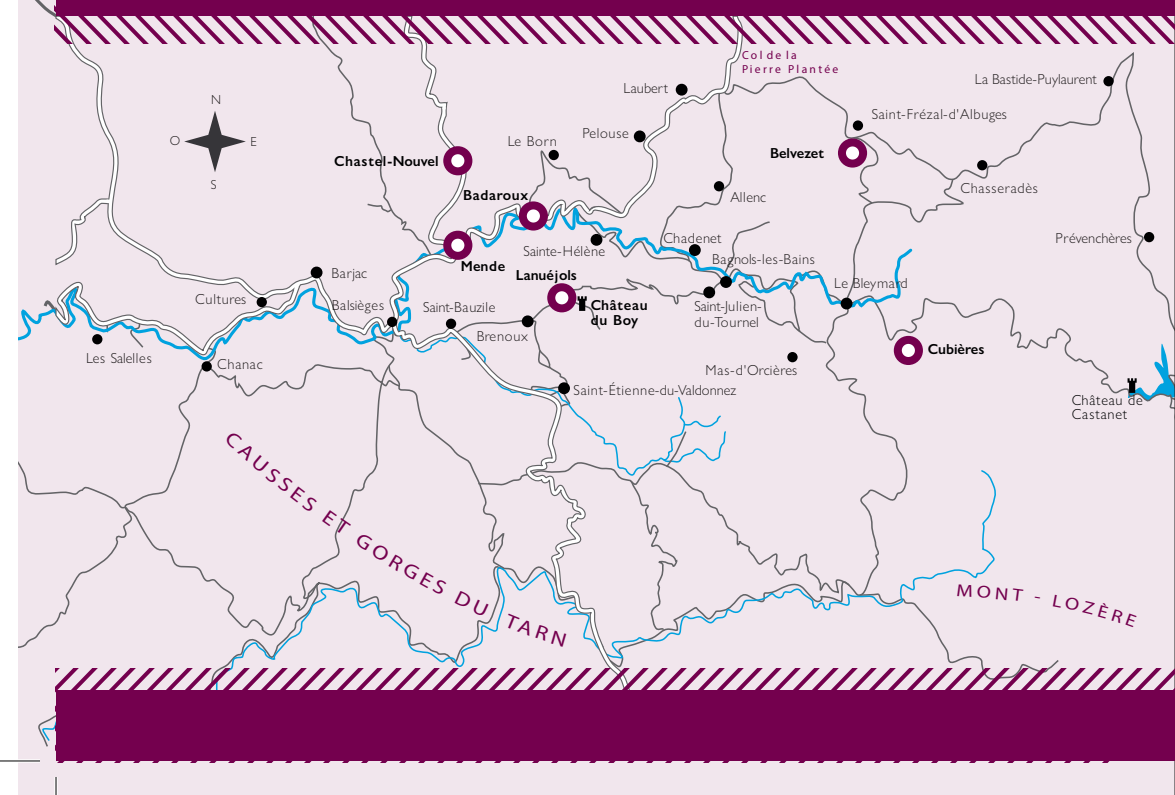 Col de la
Pierre Plantée
La Bastide-Puylaurent
Laubert
N
Saint-Frézal-d'Albuges
Pelouse
O
E
Le Born
Belvezet
Chastel-Nouvel
S
Chasseradès
Badaroux
Allenc
Chadenet
Prévenchères
Sainte-Hélène
Bagnols-les-Bains
Mende
Lanuéjols
Barjac
Le Bleymard
Cultures
Balsièges
Saint-Bauzile
Château
du Boy
Saint-Julien-
du-Tournel
Brenoux
Cubières
Les Salelles
Chanac
Mas-d'Orcières
Saint-Étienne-du-Valdonnez
Château de
Castanet
CAUSSES ET GORGES DU TARN
MONT - LOZÈRE